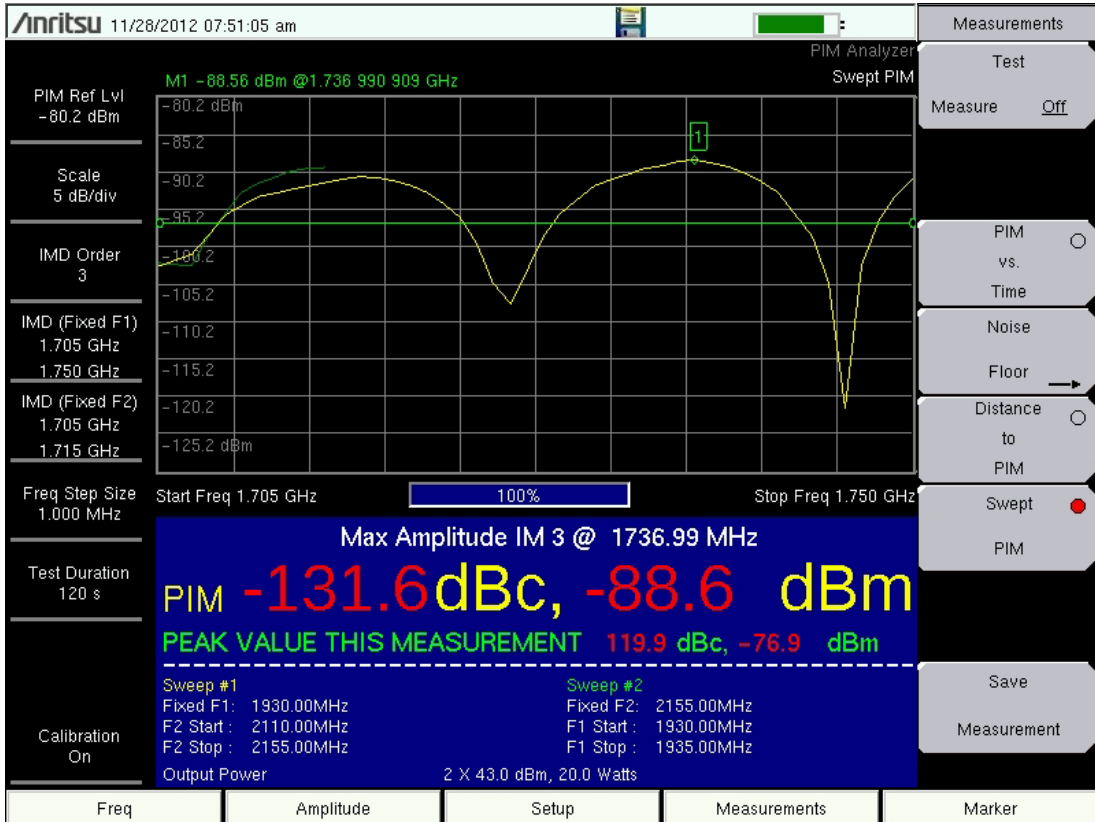 Anritsu 11/28/2012 07:51:05 am
Measurements
PIM Analyzer
M1 -88.56 dBm @1.736 990 909 GHz
Swept PIM
PIM Ref Lvl
-80.2 dBm
Scale
5 dB/div
IMD Order
3
IMD (Fixed F1)
1.705 GHz
1.750 GHz
IMD (Fixed F2)
1.705 GHz
1.715 GHz
Freq Step Size
1.000 MHz
Test Duration
120 s
Calibration
On
-80.2 dBm
-85.2
-90.2
-95.2
-100.2
-105.2
-110.2
-115.2
-120.2
-125.2 dBm
1
Start Freq 1.705 GHz
100%
Stop Freq 1.750 GHz
Max Amplitude IM 3 @ 1736.99 MHz
PIM -131.6 dBc, -88.6 dBm
PEAK VALUE THIS MEASUREMENT 119.9 dBc, -76.9 dBm
Sweep #1
Fixed F1: 1930.00MHz
F2 Start : 2110.00MHz
F2 Stop : 2155.00MHz
Sweep #2
Fixed F2: 2155.00MHz
F1 Start : 1930.00MHz
F1 Stop : 1935.00MHz
Output Power 2 X 43.0 dBm, 20.0 Watts
Test
Measure Off
PIM
vs.
Time
Noise
Floor
Distance
to
PIM
Swept
PIM
Save
Measurement
Freq
Amplitude
Setup
Measurements
Marker